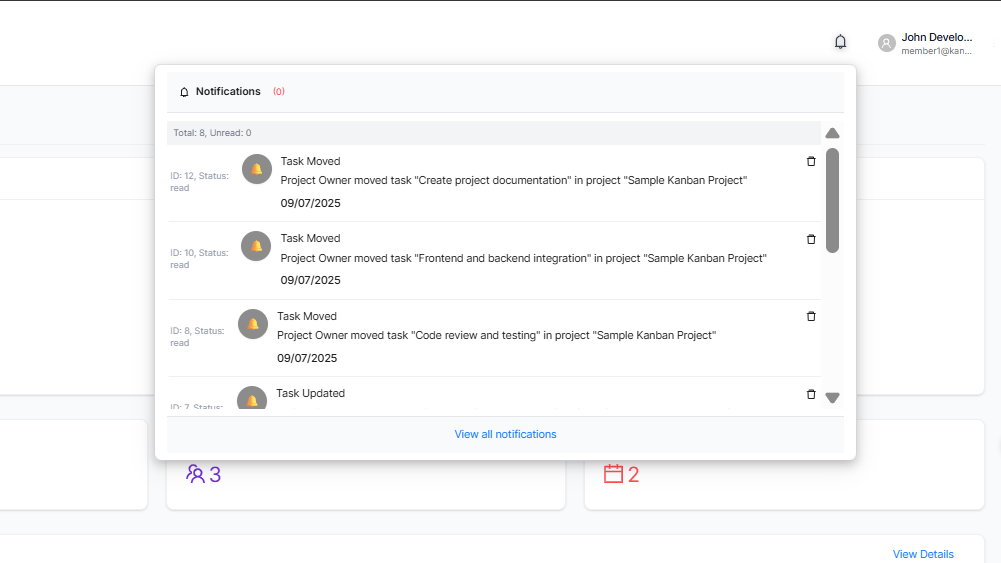 John Develo...
member1@kan...
Notifications (0)
Total: 8, Unread: 0
Task Moved
ID: 12, Status: read
Project Owner moved task "Create project documentation" in project "Sample Kanban Project"
09/07/2025
Task Moved
ID: 10, Status: read
Project Owner moved task "Frontend and backend integration" in project "Sample Kanban Project"
09/07/2025
Task Moved
ID: 8, Status: read
Project Owner moved task "Code review and testing" in project "Sample Kanban Project"
09/07/2025
Task Updated
ID: 7, Status:
View all notifications
3
2
View Details